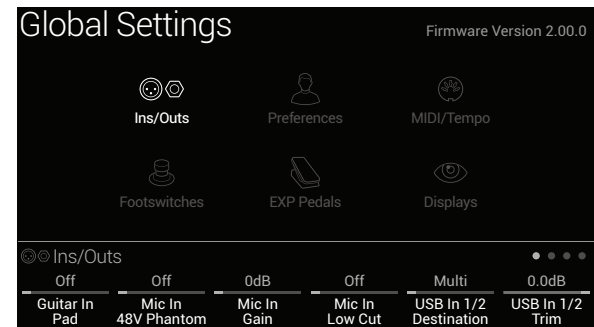 Global Settings
Firmware Version 2.00.0
Ins/Outs
Preferences
MIDI/Tempo
Footswitches
EXP Pedals
Displays
Ins/Outs
Off
Off
0dB
Off
Multi
0.0dB
Guitar In
Pad
Mic In
48V Phantom
Mic In
Gain
Mic In
Low Cut
USB In 1/2
Destination
USB In 1/2
Trim